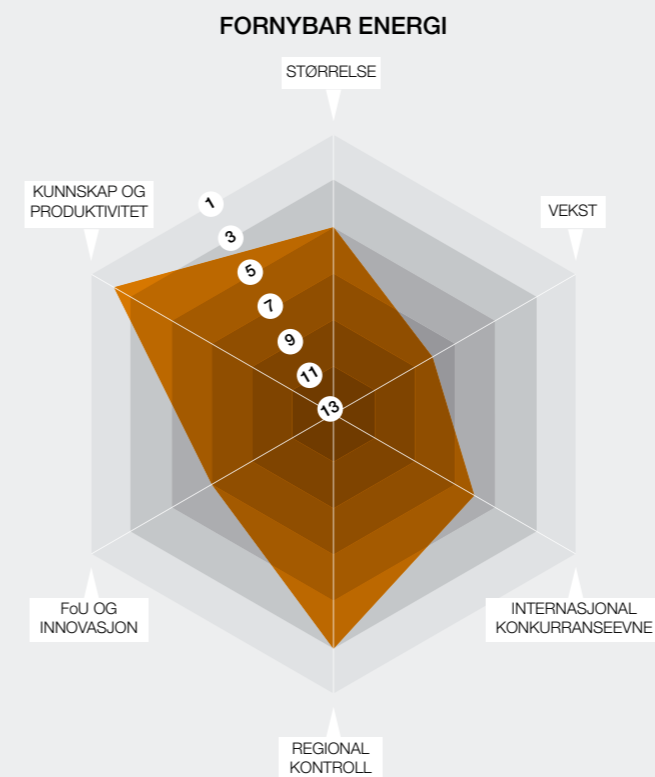 FORNYBAR ENERGI
STØRRELSE
KUNNSKAP OG
PRODUKTIVITET
VEKST
1
3
5
7
9
11
13
FoU OG
INNOVASJON
INTERNASJONAL
KONKURRANSEEVNE
REGIONAL
KONTROLL